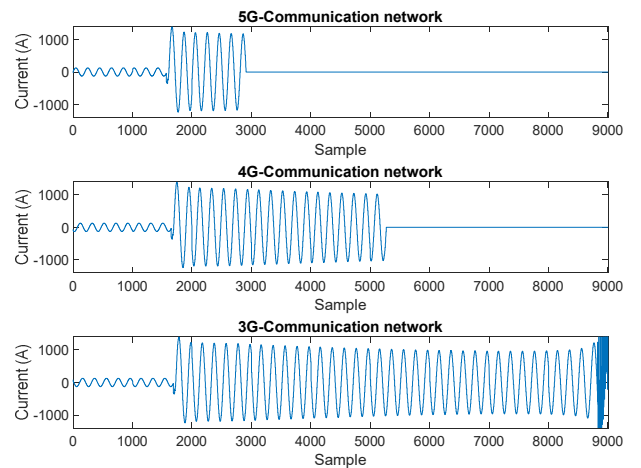 5G-Communication network
1000
0
-1000
Current (A)
0 1000 2000 3000 4000 5000 6000 7000 8000 9000
Sample
4G-Communication network
1000
0
-1000
Current (A)
0 1000 2000 3000 4000 5000 6000 7000 8000 9000
Sample
3G-Communication network
1000
0
-1000
Current (A)
0 1000 2000 3000 4000 5000 6000 7000 8000 9000
Sample